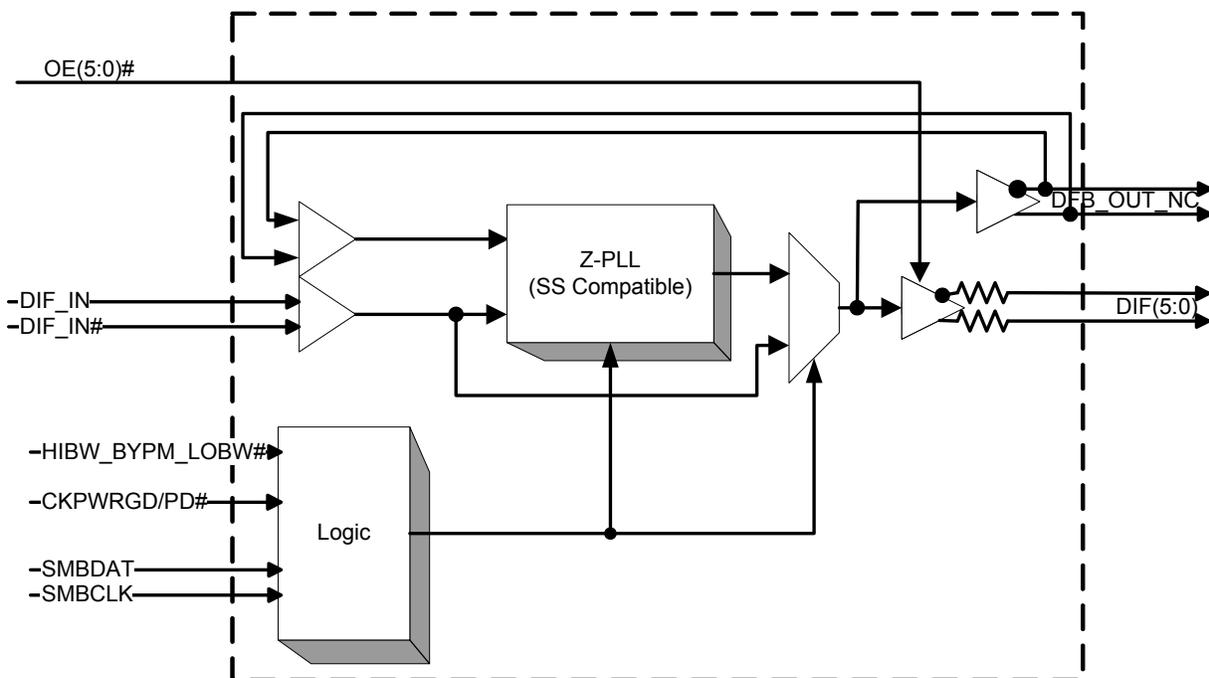 OE(5:0)#
DFB_OUT_NC
Z-PLL
(SS Compatible)
DIF_IN
DIF_IN#
DIF(5:0)
HIBW_BYPM_LOBW#
CKPWRGD/PD#
Logic
SMBDAT
SMBCLK